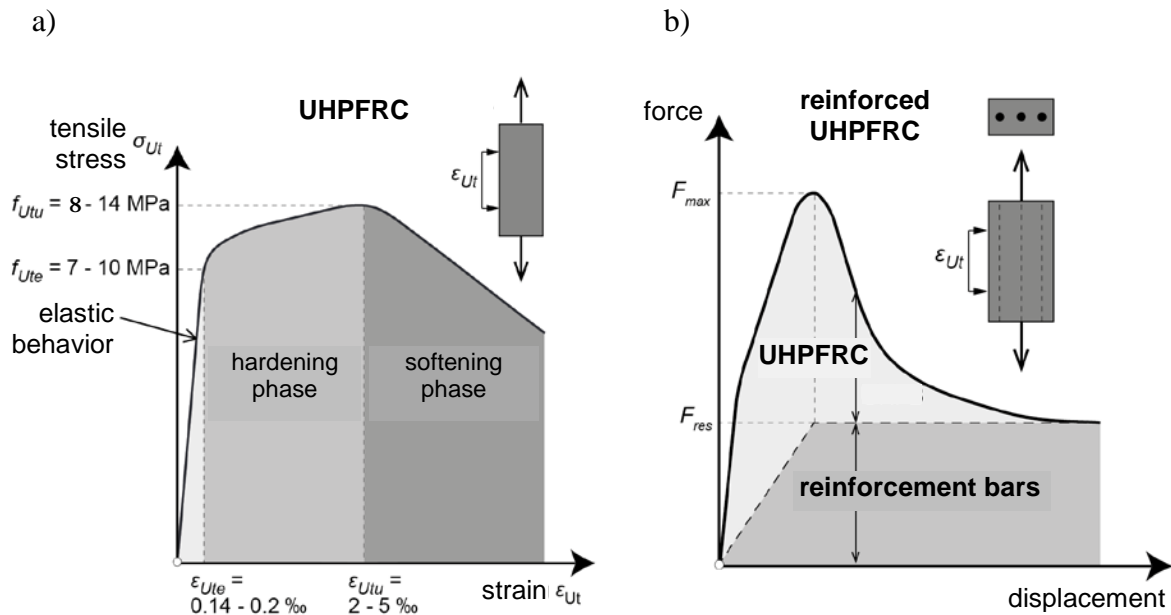 a)
UHPFRC
tensile
stress σUt
fUtu = 8 - 14 MPa
fUte = 7 - 10 MPa
εUt
elastic
behavior
hardening
phase
softening
phase
εUte =
0.14 - 0.2 ‰
εUtu =
2 - 5 ‰
strain εUt
b)
force
reinforced
UHPFRC
Fmax
εUt
UHPFRC
Fres
reinforcement bars
displacement